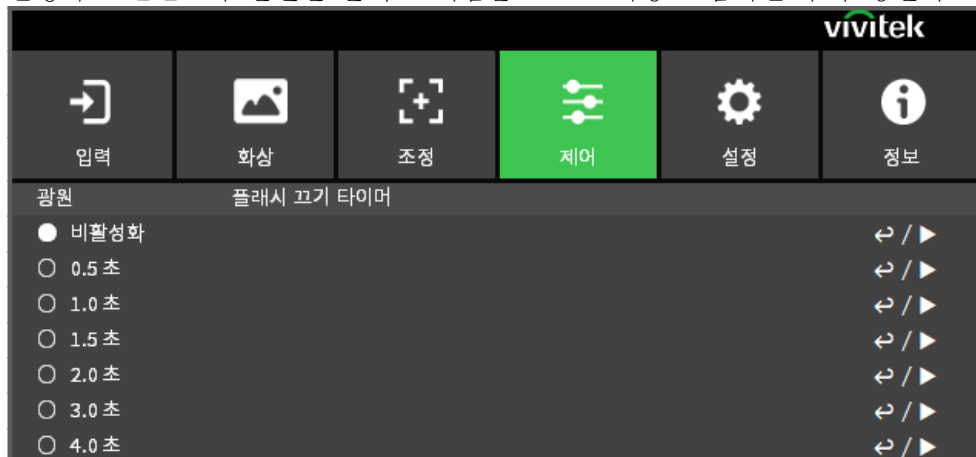 vivitek
입력 화상 조정 제어 설정 정보
광원 플래시 끄기 타이머
비활성화
0.5 초
1.0 초
1.5 초
2.0 초
3.0 초
4.0 초